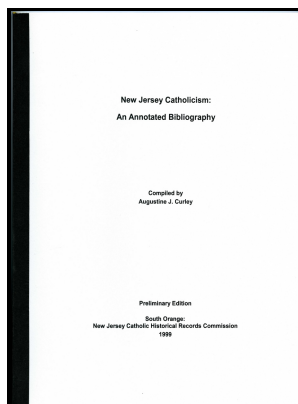 New Jersey Catholicism:
An Annotated Bibliography
Compiled by
Augustine J. Curley
Preliminary Edition
South Orange:
New Jersey Catholic Historical Records Commission
1999